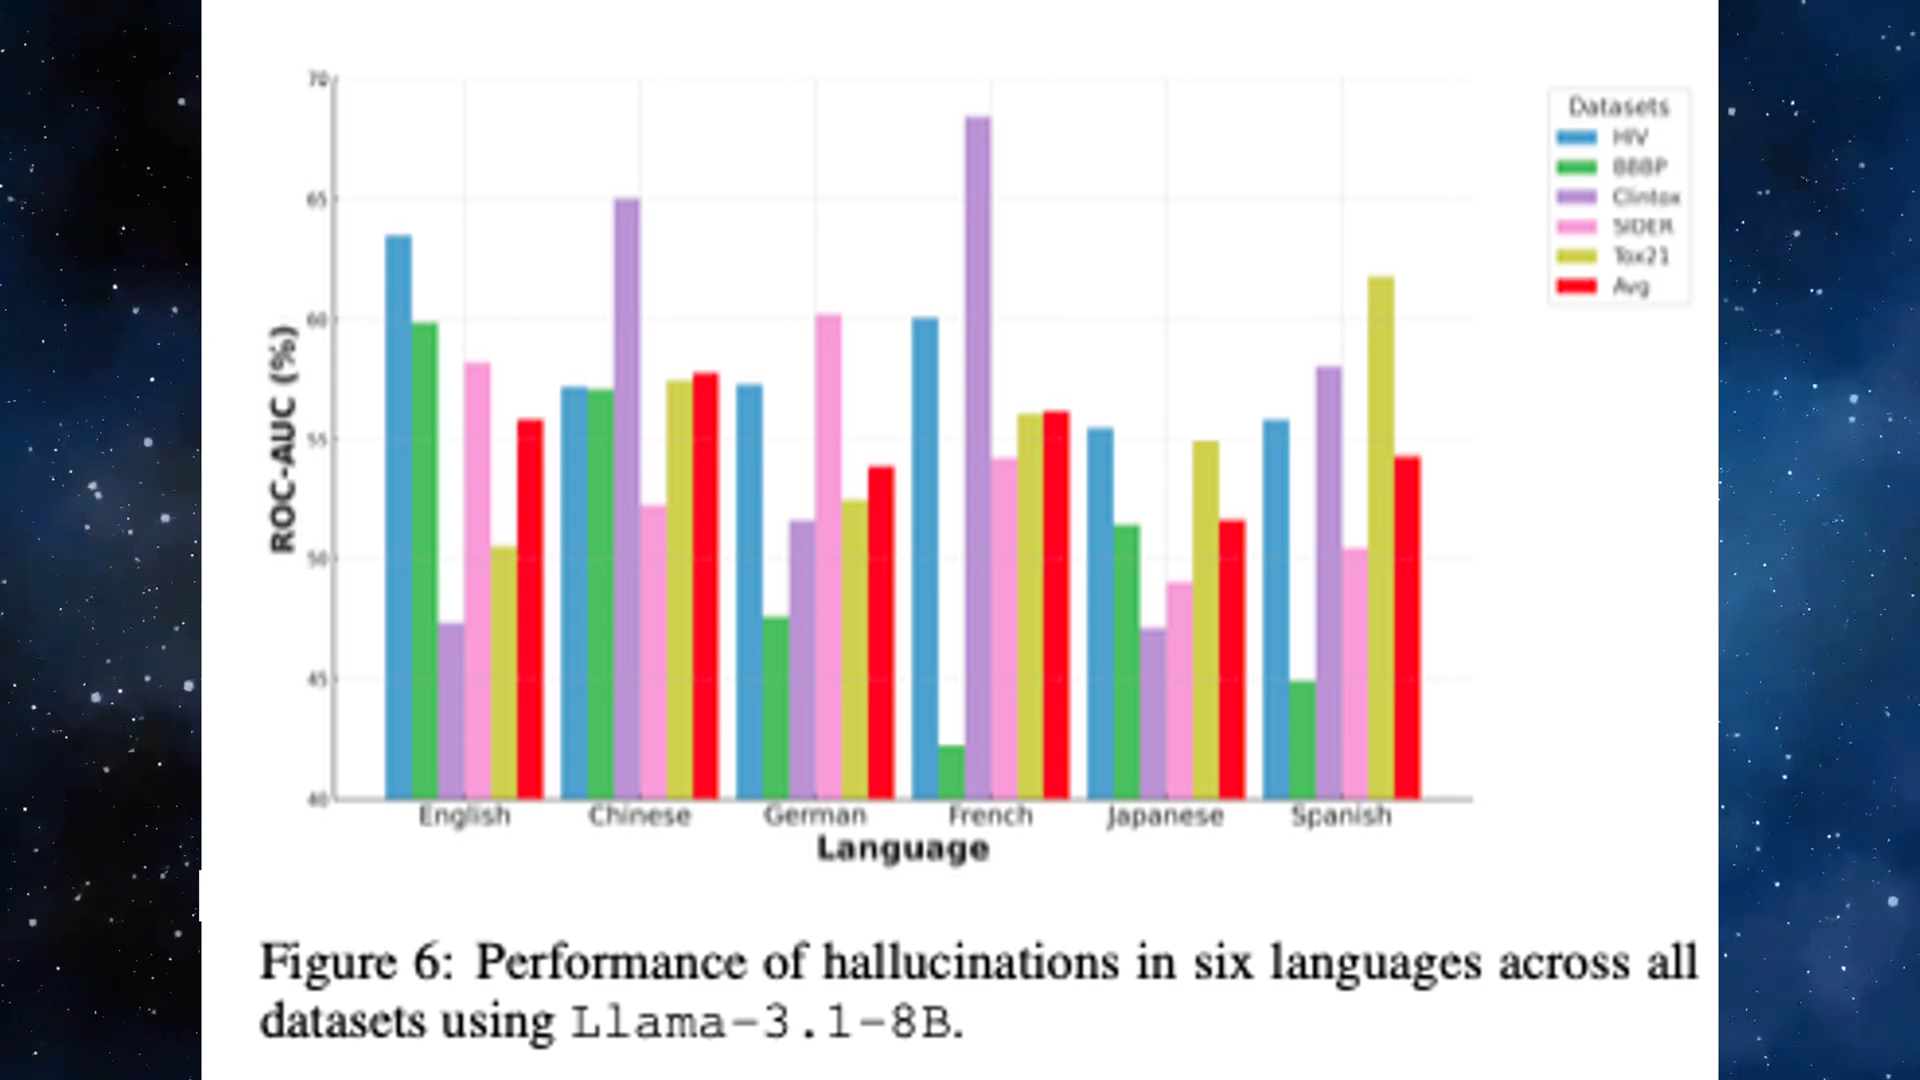 70
65
60
55
50
45
40
ROC-AUC (%)
English Chinese German French Japanese Spanish
Language
Datasets
HIV
BBBP
Clintox
SIDER
Tox21
Avg
Figure 6: Performance of hallucinations in six languages across all
datasets using Llama-3.1-8B.